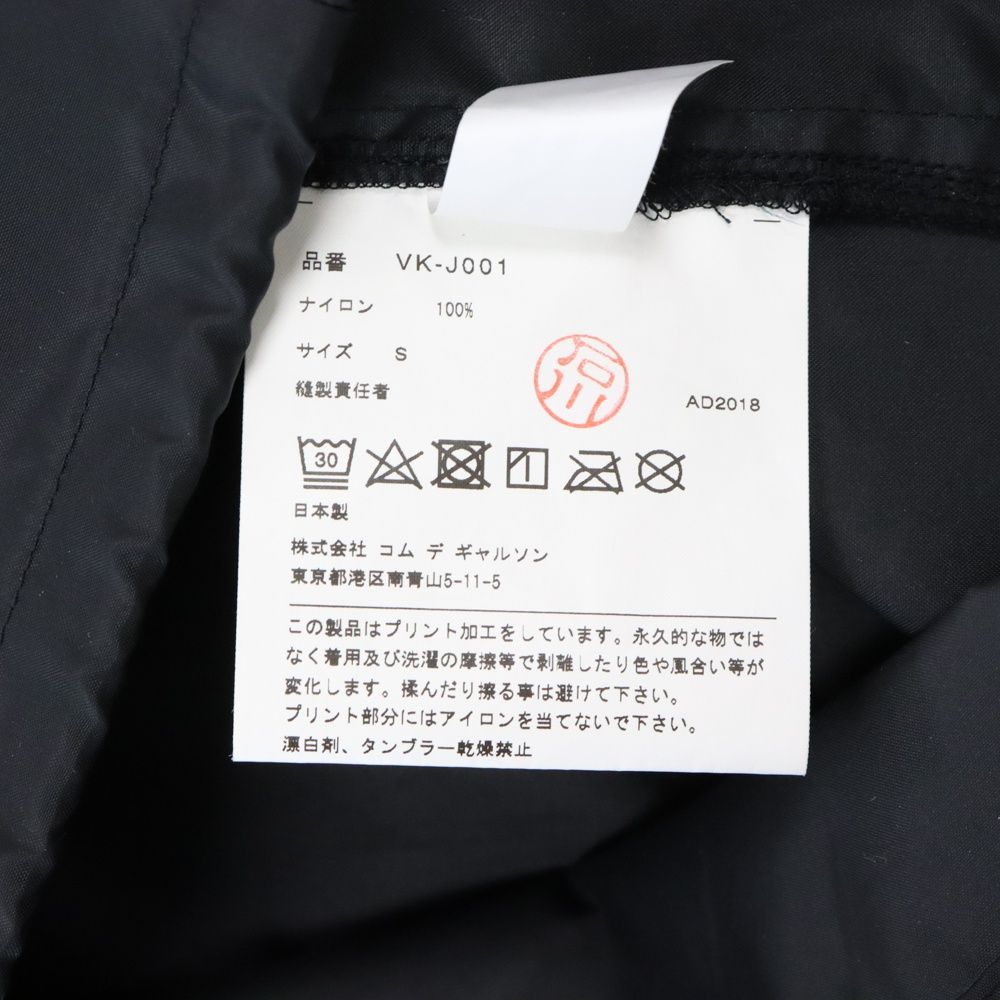 品番 VK-J001
ナイロン 100%
サイズ S
縫製責任者
AD2018
30
日本製
株式会社 コム デ ギャルソン
東京都港区南青山5-11-5
この製品はプリント加工をしています。永久的な物では
なく着用及び洗濯の摩擦等で剥離したり色や風合い等が
変化します。揉んだり擦る事は避けて下さい。
プリント部分にはアイロンを当てないで下さい。
漂白剤、タンブラー乾燥禁止